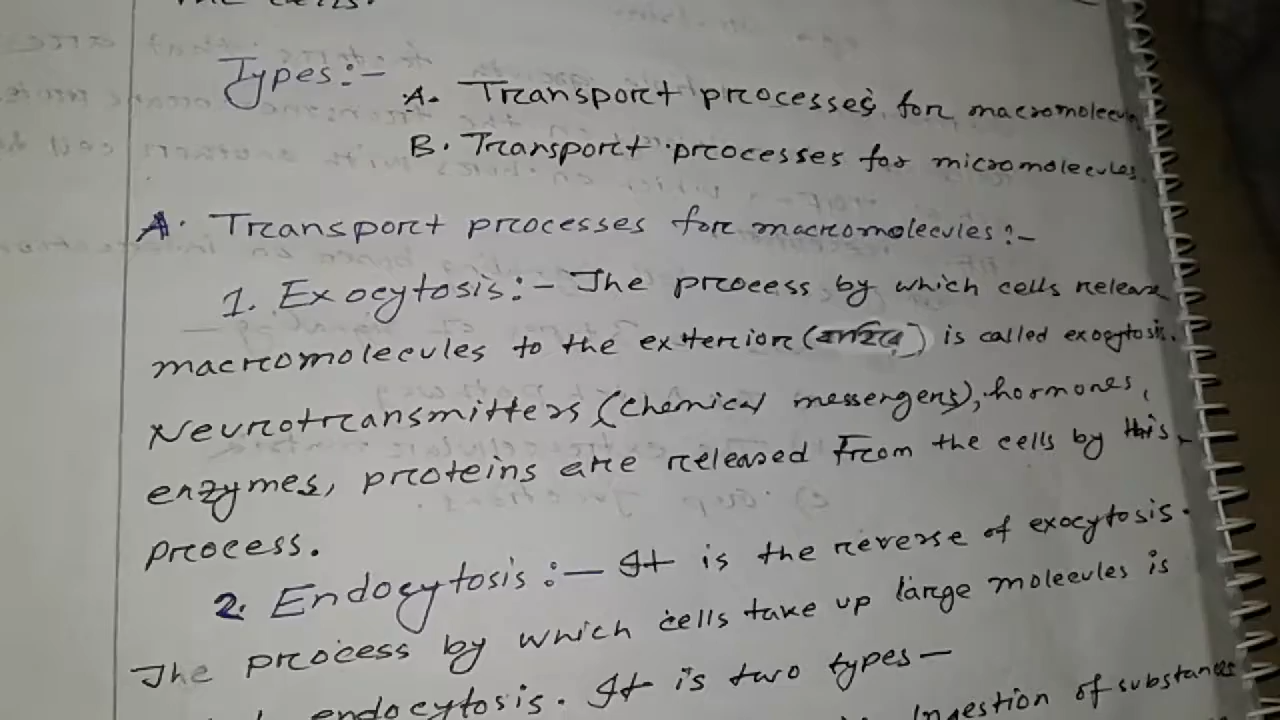 the cells.
Types:-
A. Transport processes for macromolecu
B. Transport processes for micromolecules.
A. Transport processes for macromolecules:-
1. Exocytosis:- The process by which cells release
macromolecules to the exterior ( ) is called exocytosis.
Neurotransmitters (chemical messengers), hormones,
enzymes, proteins are released from the cells by this
process.
2. Endocytosis:- It is the reverse of exocytosis.
The process by which cells take up large molecules is
endocytosis. It is two types-
Ingestion of substances